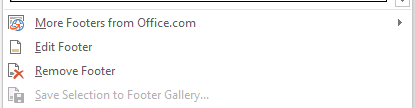 More Footers from Office.com
Edit Footer
Remove Footer
Save Selection to Footer Gallery...